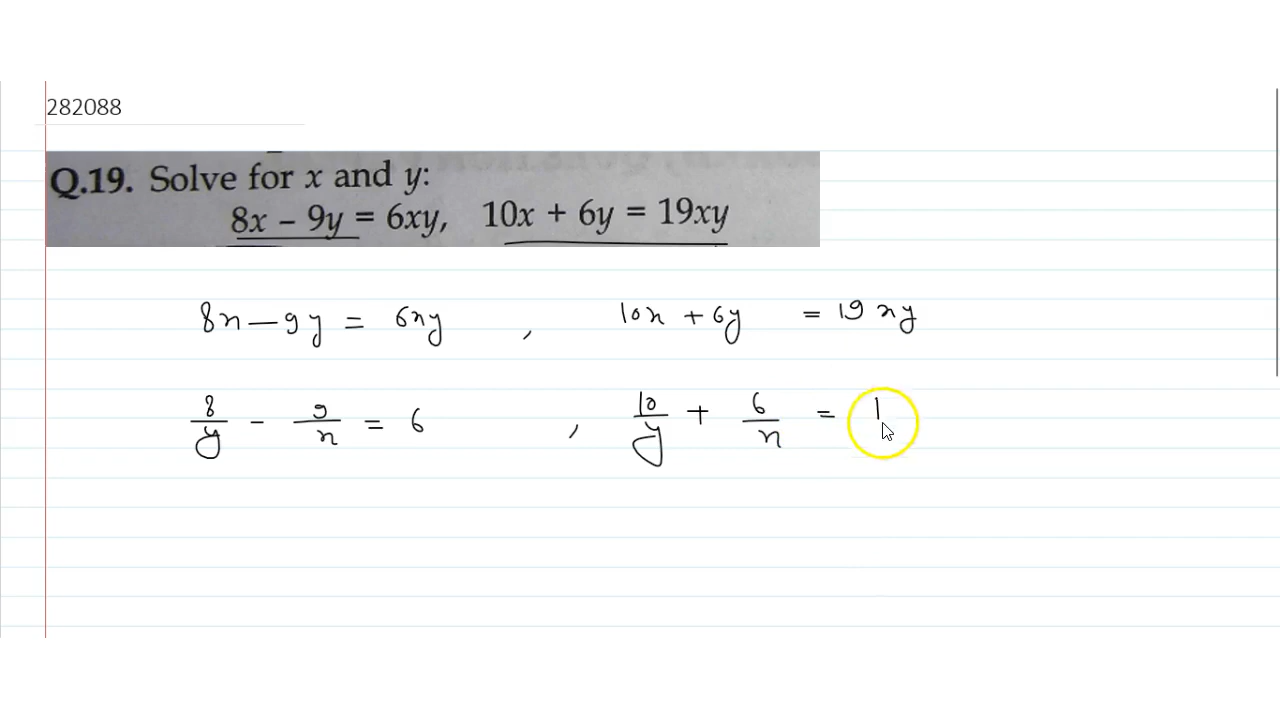 282088
Q.19. Solve for x and y:
8x – 9y = 6xy, 10x + 6y = 19xy
8x – 9y = 6xy , 10x + 6y = 19xy
8/y - 9/x = 6 , 10/y + 6/x = 1